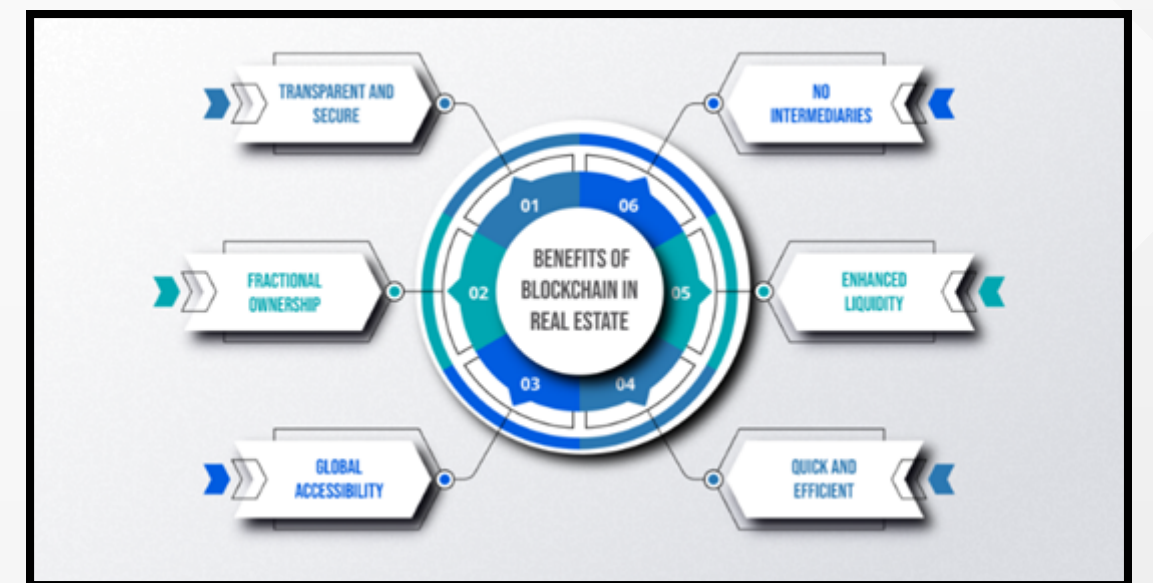 TRANSPARENT AND
SECURE
NO
INTERMEDIARIES
01
06
FRACTIONAL
OWNERSHIP
02
BENEFITS OF
BLOCKCHAIN IN
REAL ESTATE
05
ENHANCED
LIQUIDITY
03
04
GLOBAL
ACCESSIBILITY
QUICK AND
EFFICIENT